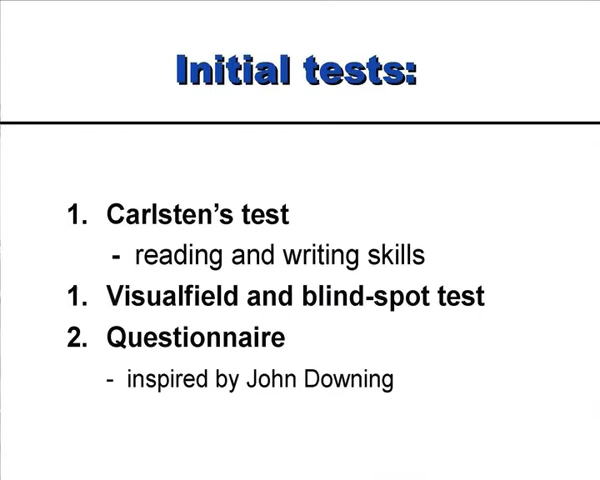 Initial tests:
1. Carlsten’s test
- reading and writing skills
1. Visualfield and blind-spot test
2. Questionnaire
- inspired by John Downing